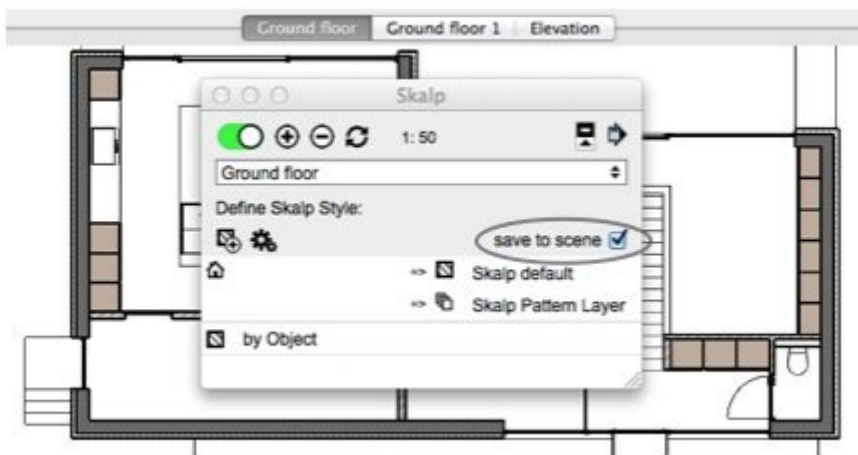 Ground floor Ground floor 1 Elevation
Skalp
1: 50
Ground floor
Define Skalp Style:
save to scene
=> Skalp default
=> Skalp Pattern Layer
by Object